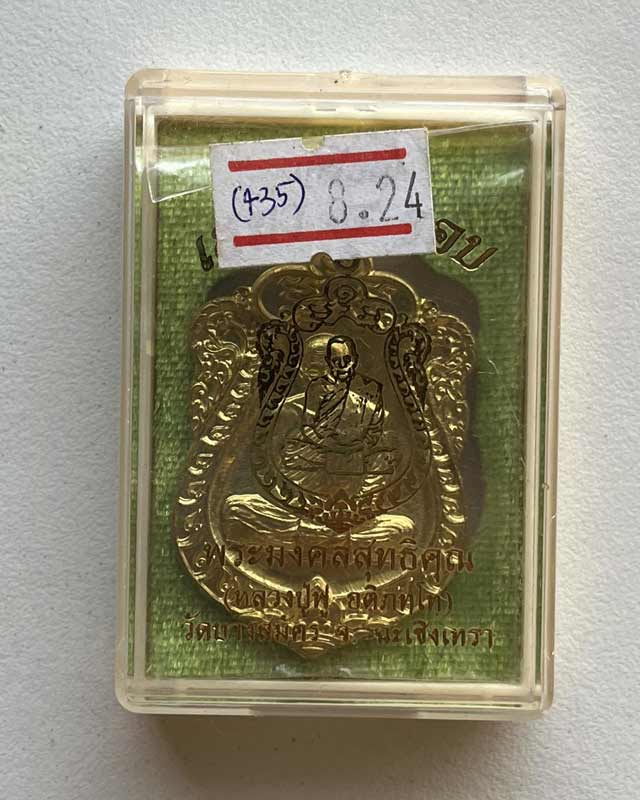 (435) 8.24
พระมงคลสุทธิคุณ
(หลวงปู่ฟู อติภทฺโท)
วัดบางสมัคร จ. ฉะเชิงเทรา